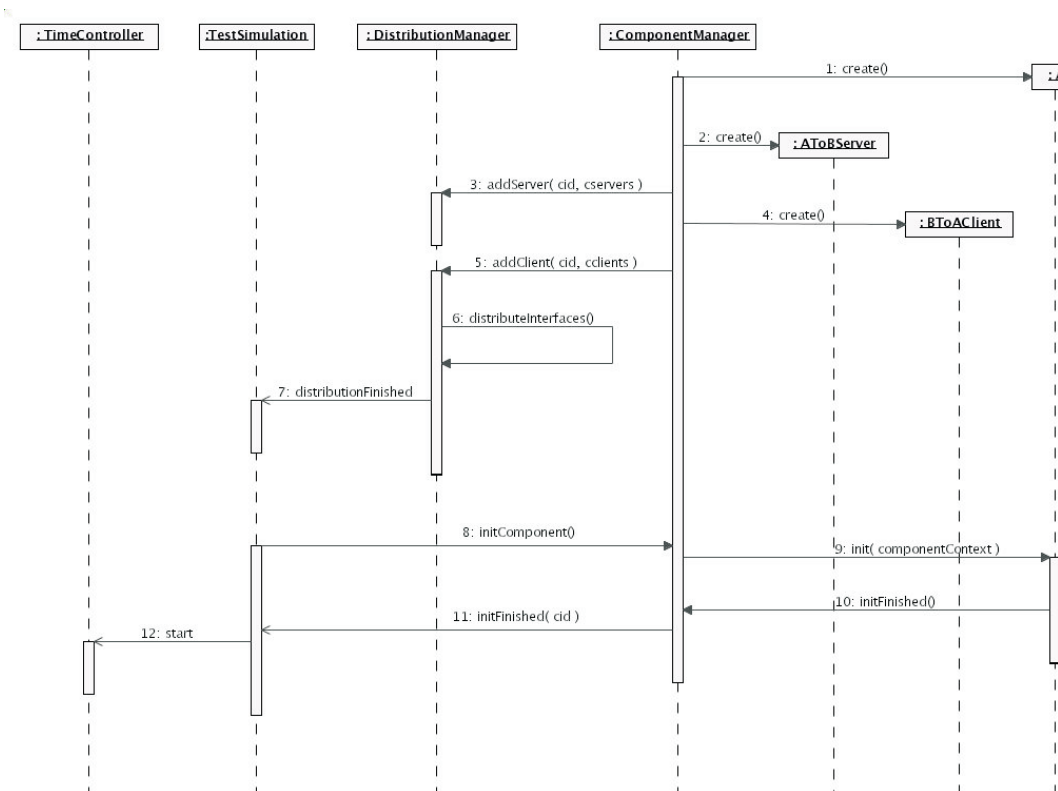 : TimeController
:TestSimulation
: DistributionManager
: ComponentManager
1: create()
2: create()
: AToBServer
3: addServer( cid, cservers )
4: create()
: BToAClient
5: addClient( cid, cclients )
6: distributeInterfaces()
7: distributionFinished
8: initComponent()
9: init( componentContext )
10: initFinished()
11: initFinished( cid )
12: start